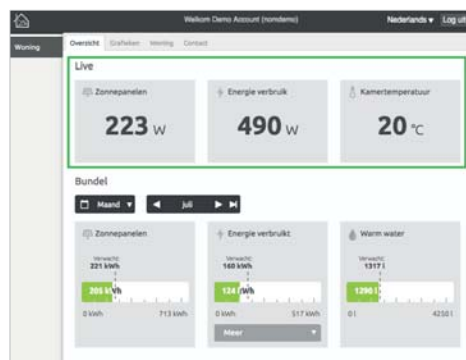 Welkom Demo Account (nomdemo) Nederlands ▾ Log uit
Woning
Overzicht Grafieken Woning Contact
Live
Zonnepanelen Energie verbruik Kamertemperatuur
223 W 490 W 20 °C
Bundel
Maand ▾ juli
Zonnepanelen Energie verbruikt Warm water
Verwacht: Verwacht: Verwacht:
221 kWh 160 kWh 1317 l
205 kWh 124 kWh 1290 l
0 kWh 713 kWh 0 kWh 517 kWh 0 l 4250 l
Meer ▾